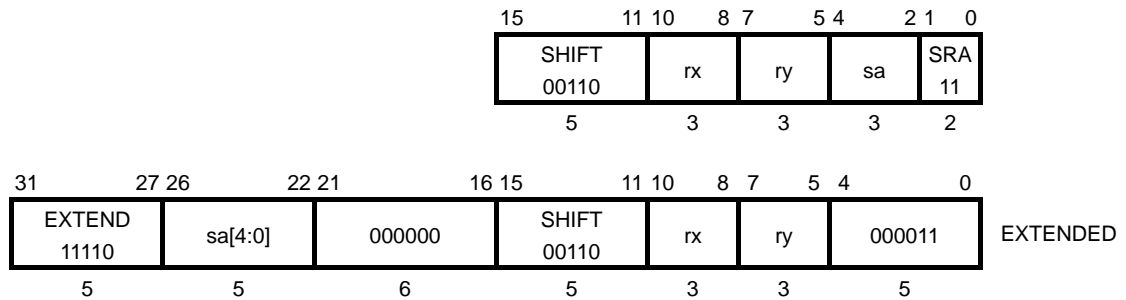 15 11 10 8 7 5 4 2 1 0
SHIFT
00110 rx ry sa SRA
11
5 3 3 3 2
31 27 26 22 21 16 15 11 10 8 7 5 4 0
EXTEND
11110 sa[4:0] 000000 SHIFT
00110 rx ry 000011 EXTENDED
5 5 6 5 3 3 5